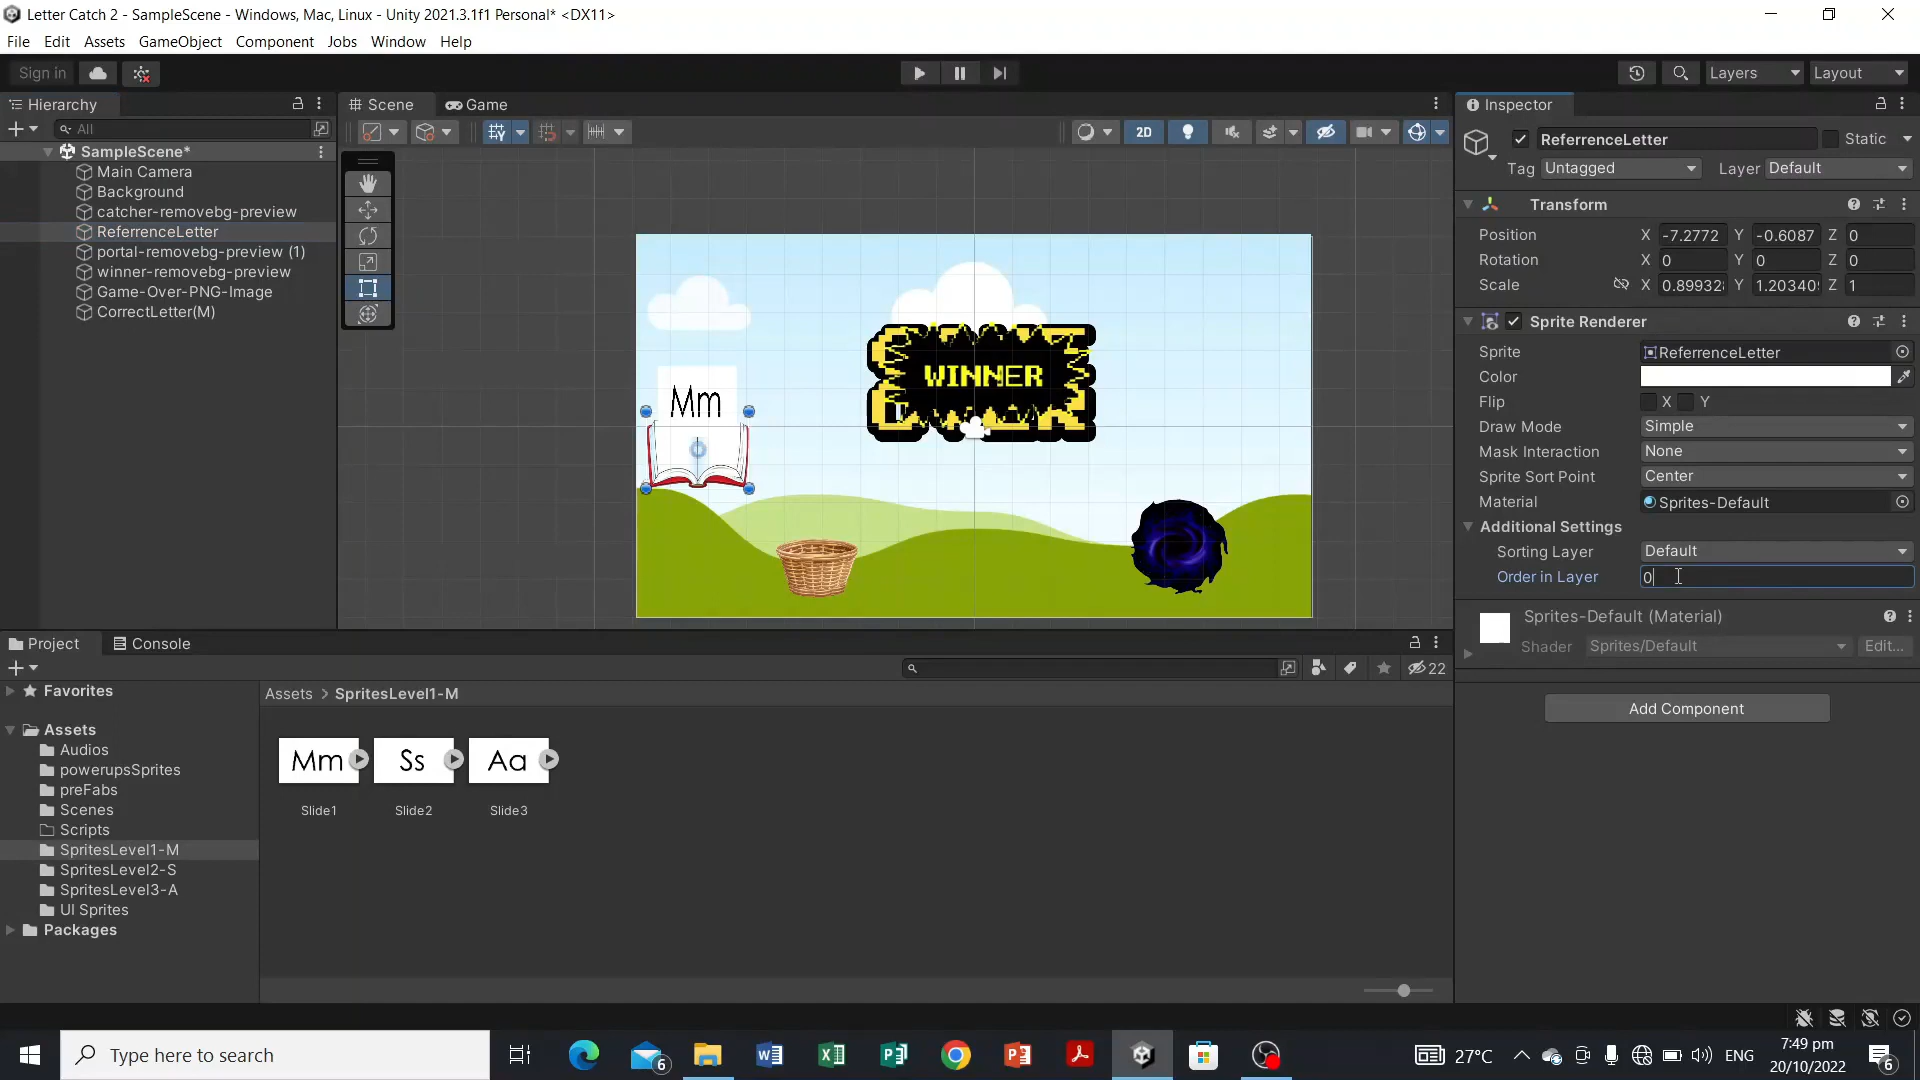 Letter Catch 2 - SampleScene - Windows, Mac, Linux - Unity 2021.3.1f1 Personal* <DX11>
File Edit Assets GameObject Component Jobs Window Help
Sign in
Layers Layout
Hierarchy
All
SampleScene*
Main Camera
Background
catcher-removebg-preview
ReferrenceLetter
portal-removebg-preview (1)
winner-removebg-preview
Game-Over-PNG-Image
CorrectLetter(M)
Scene Game
2D
Mm
WINNER
Inspector
ReferrenceLetter Static
Tag Untagged Layer Default
Transform
Position X -7.2772 Y -0.6087 Z 0
Rotation X 0 Y 0 Z 0
Scale X 0.89932 Y 1.20340 Z 1
Sprite Renderer
Sprite ReferrenceLetter
Color
Flip X Y
Draw Mode Simple
Mask Interaction None
Sprite Sort Point Center
Material Sprites-Default
Additional Settings
Sorting Layer Default
Order in Layer 0
Sprites-Default (Material)
Shader Sprites/Default Edit...
Add Component
Project Console
22
Favorites
Assets
Audios
powerupsSprites
preFabs
Scenes
Scripts
SpritesLevel1-M
SpritesLevel2-S
SpritesLevel3-A
UI Sprites
Packages
Assets > SpritesLevel1-M
Mm Ss Aa
Slide1 Slide2 Slide3
Type here to search
6
27°C
ENG
7:49 pm
20/10/2022
6